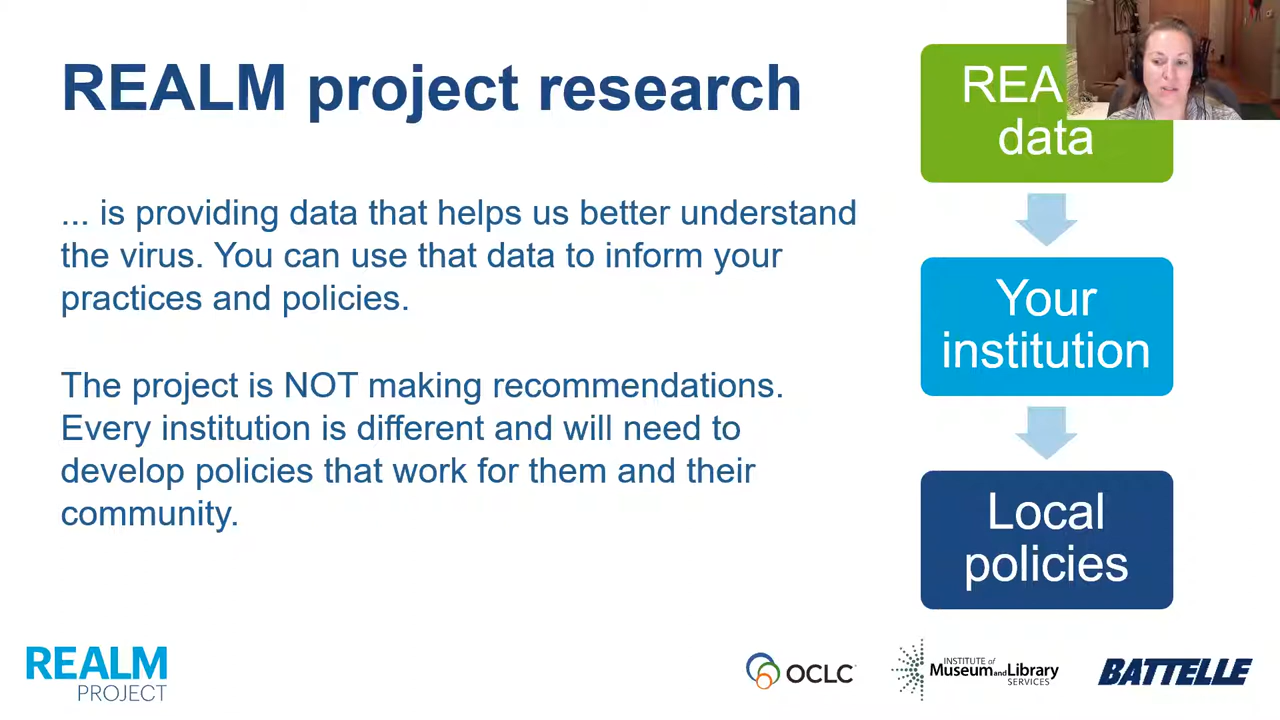 REALM project research
... is providing data that helps us better understand
the virus. You can use that data to inform your
practices and policies.
The project is NOT making recommendations.
Every institution is different and will need to
develop policies that work for them and their
community.
REA
data
Your
institution
Local
policies
REALM
PROJECT
OCLC
INSTITUTE of
Museum and Library
SERVICES
BATTELLE